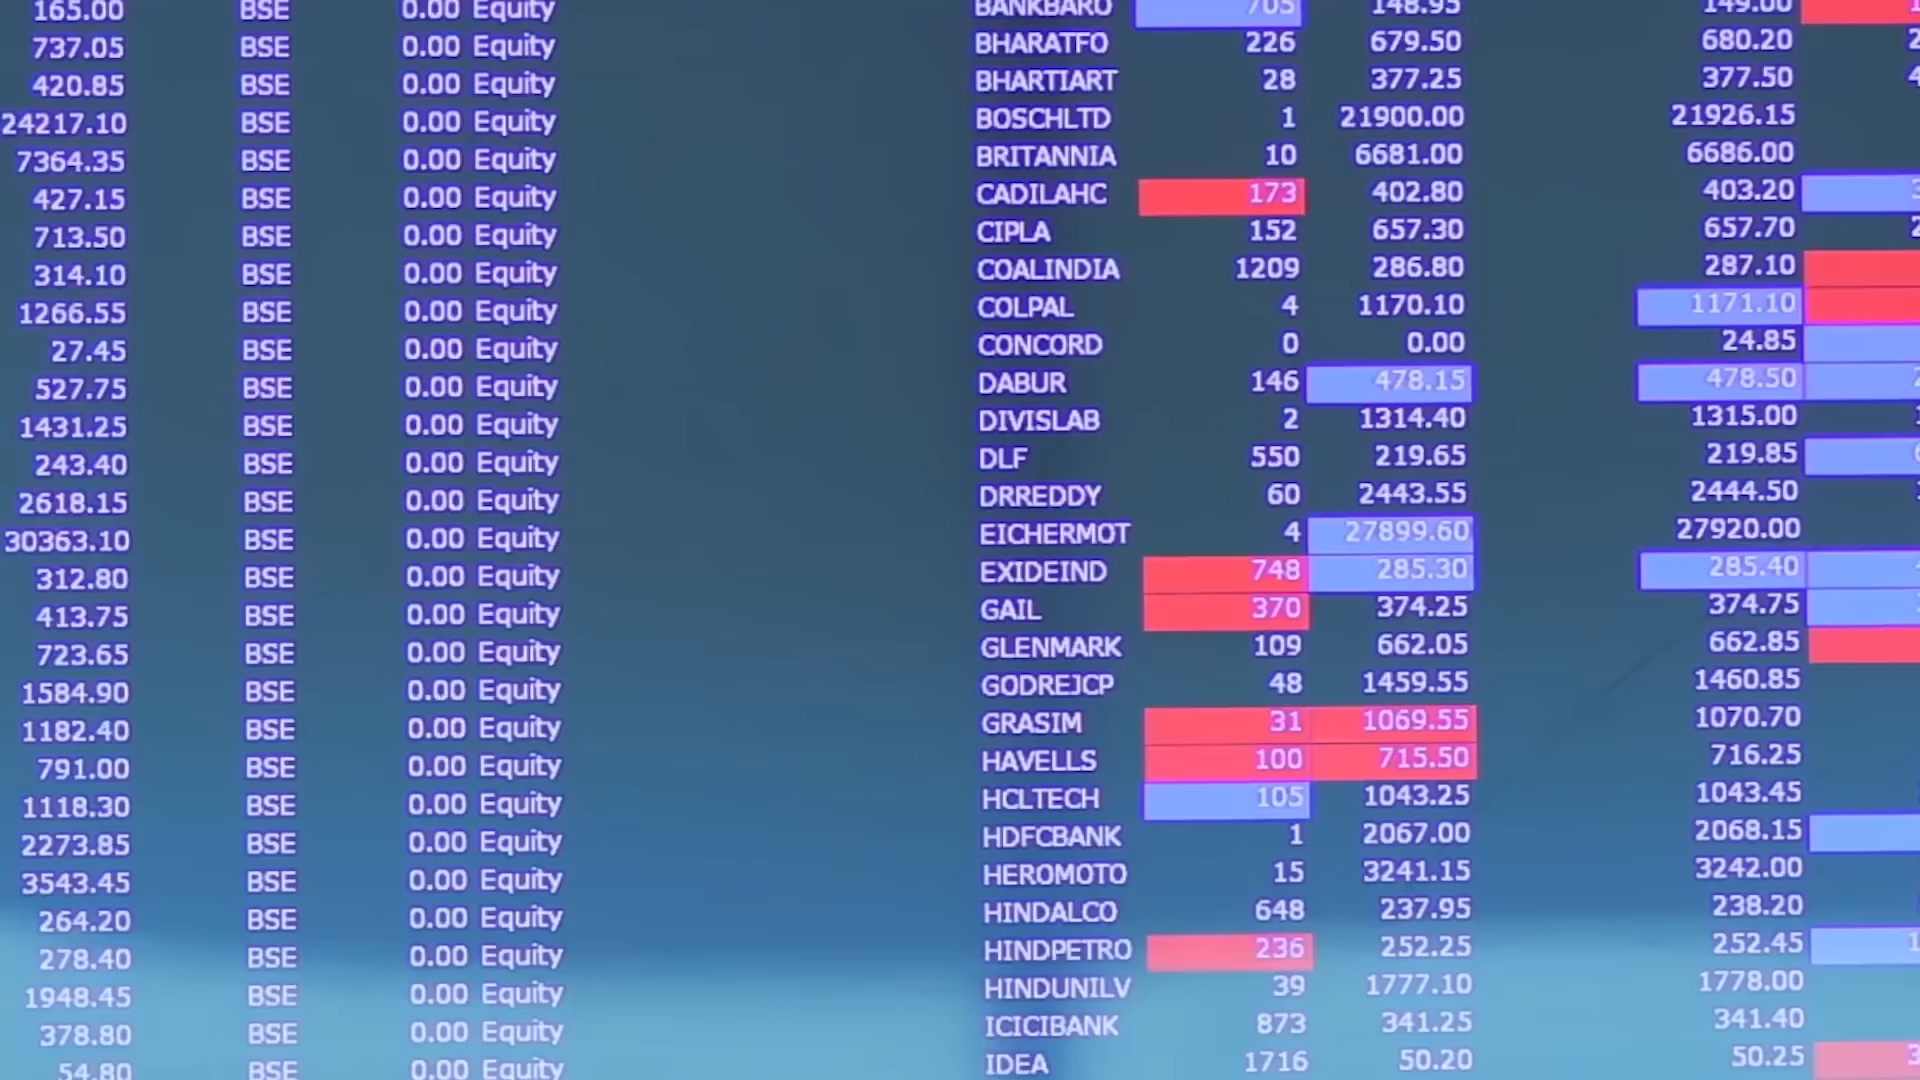 165.00 BSE 0.00 Equity BANKBARO 705 148.95 149.00
737.05 BSE 0.00 Equity BHARATFO 226 679.50 680.20
420.85 BSE 0.00 Equity BHARTIART 28 377.25 377.50
24217.10 BSE 0.00 Equity BOSCHLTD 1 21900.00 21926.15
7364.35 BSE 0.00 Equity BRITANNIA 10 6681.00 6686.00
427.15 BSE 0.00 Equity CADILAHC 173 402.80 403.20
713.50 BSE 0.00 Equity CIPLA 152 657.30 657.70
314.10 BSE 0.00 Equity COALINDIA 1209 286.80 287.10
1266.55 BSE 0.00 Equity COLPAL 4 1170.10 1171.10
27.45 BSE 0.00 Equity CONCORD 0 0.00 24.85
527.75 BSE 0.00 Equity DABUR 146 478.15 478.50
1431.25 BSE 0.00 Equity DIVISLAB 2 1314.40 1315.00
243.40 BSE 0.00 Equity DLF 550 219.65 219.85
2618.15 BSE 0.00 Equity DRREDDY 60 2443.55 2444.50
30363.10 BSE 0.00 Equity EICHERMOT 4 27899.60 27920.00
312.80 BSE 0.00 Equity EXIDEIND 748 285.30 285.40
413.75 BSE 0.00 Equity GAIL 370 374.25 374.75
723.65 BSE 0.00 Equity GLENMARK 109 662.05 662.85
1584.90 BSE 0.00 Equity GODREJCP 48 1459.55 1460.85
1182.40 BSE 0.00 Equity GRASIM 31 1069.55 1070.70
791.00 BSE 0.00 Equity HAVELLS 100 715.50 716.25
1118.30 BSE 0.00 Equity HCLTECH 105 1043.25 1043.45
2273.85 BSE 0.00 Equity HDFCBANK 1 2067.00 2068.15
3543.45 BSE 0.00 Equity HEROMOTO 15 3241.15 3242.00
264.20 BSE 0.00 Equity HINDALCO 648 237.95 238.20
278.40 BSE 0.00 Equity HINDPETRO 236 252.25 252.45
1948.45 BSE 0.00 Equity HINDUNILV 39 1777.10 1778.00
378.80 BSE 0.00 Equity ICICIBANK 873 341.25 341.40
54.80 BSE 0.00 Equity IDEA 1716 50.20 50.25